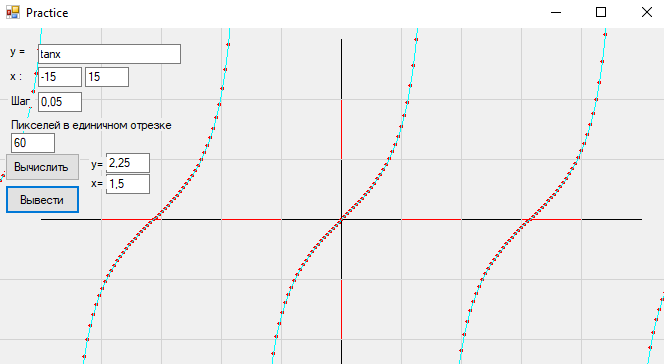 Practice
y = tanx
x : -15 15
Шаг 0,05
Пикселей в единичном отрезке
60
Вычислить y= 2,25
x= 1,5
Вывести